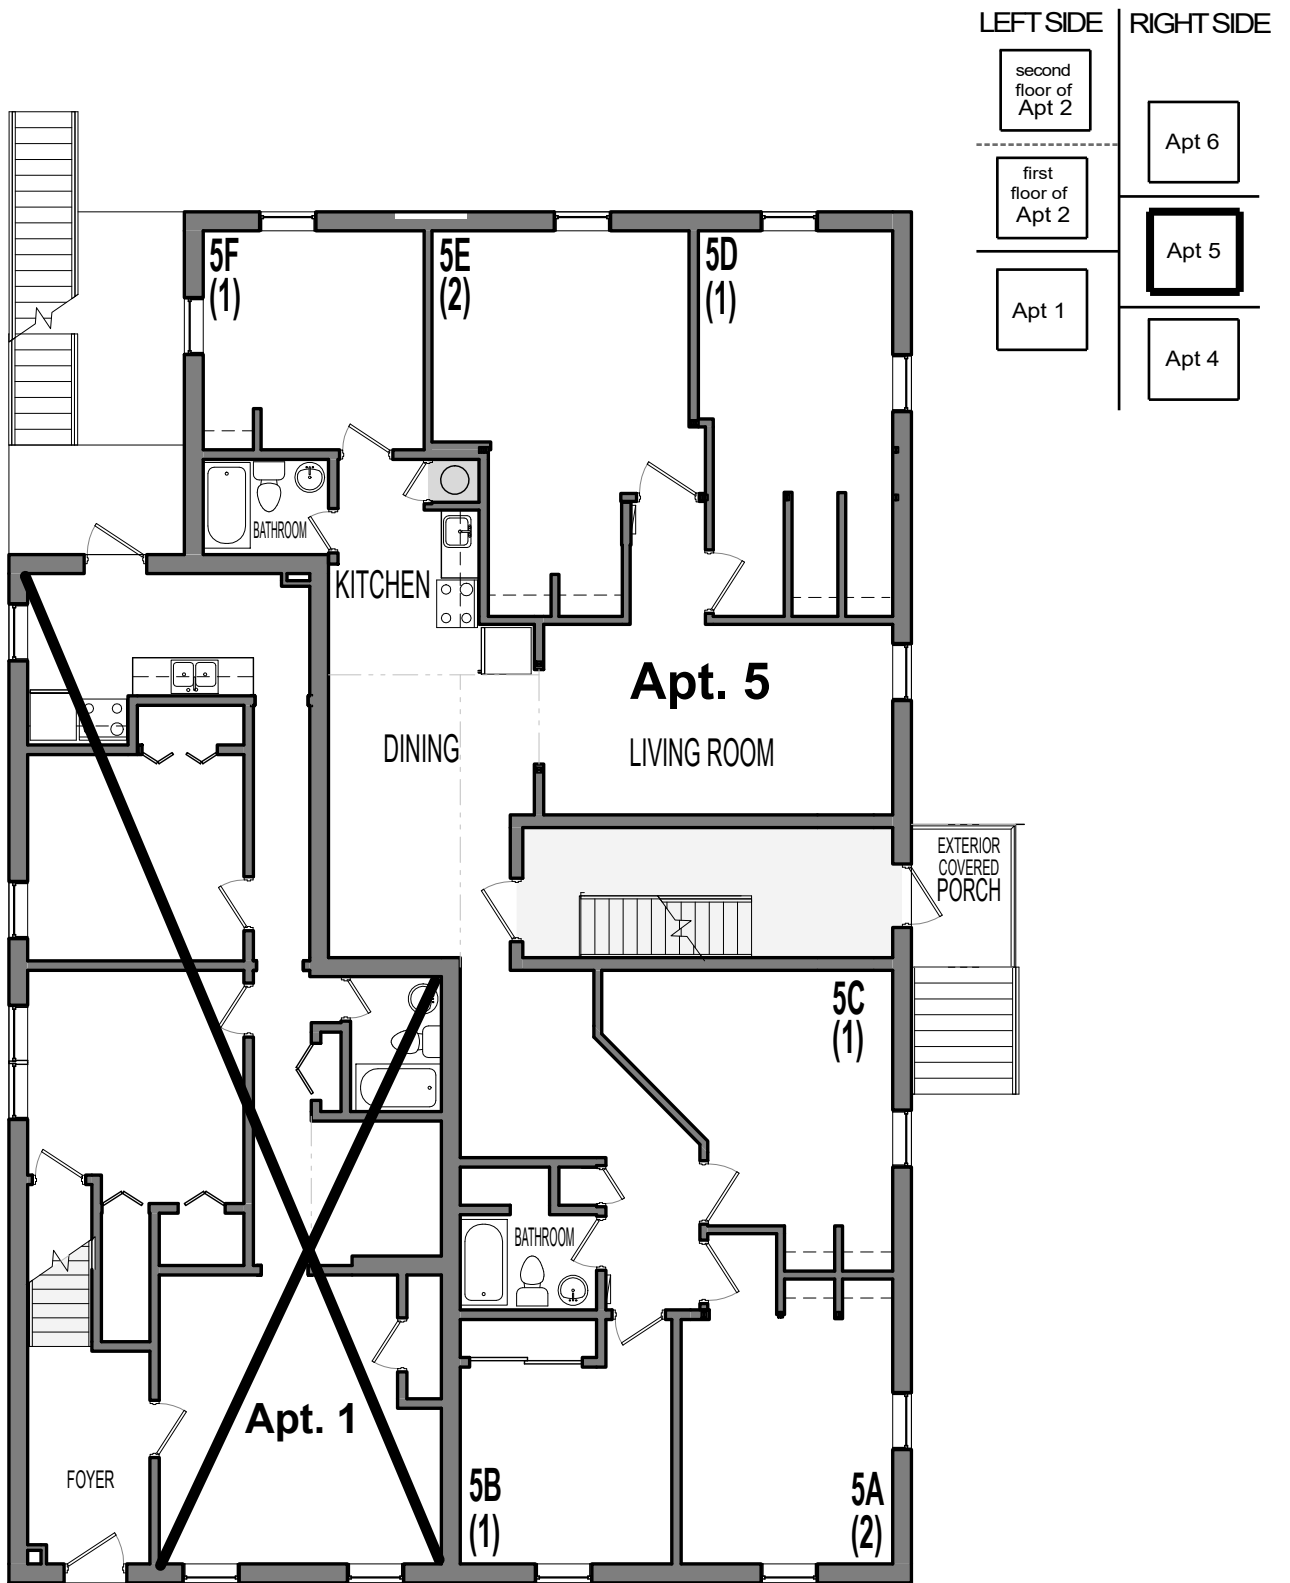 LEFT SIDE
RIGHT SIDE
second
floor of
Apt 2
first
floor of
Apt 2
Apt 1
Apt 6
Apt 5
Apt 4
5F
(1)
5E
(2)
5D
(1)
BATHROOM
KITCHEN
Apt. 5
DINING
LIVING ROOM
EXTERIOR
COVERED
PORCH
5C
(1)
BATHROOM
Apt. 1
FOYER
5B
(1)
5A
(2)